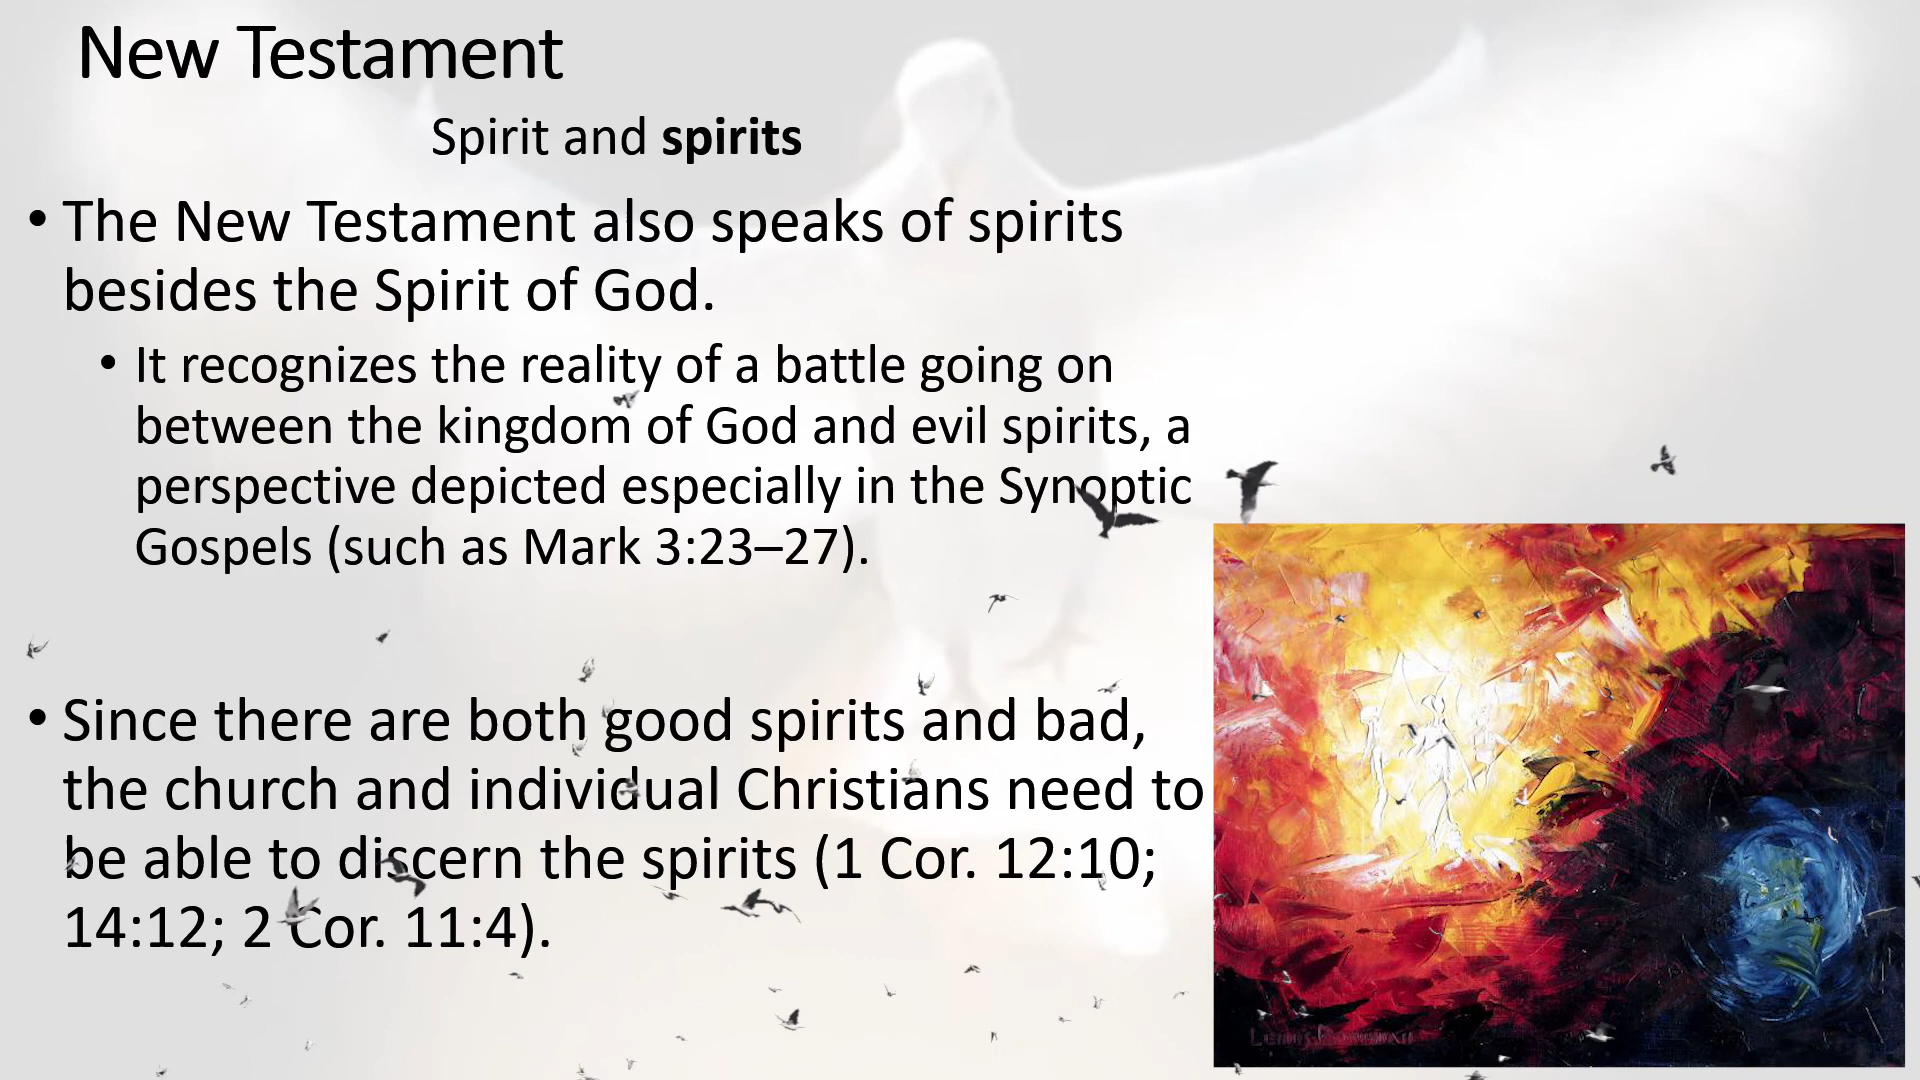 New Testament
Spirit and spirits
• The New Testament also speaks of spirits
besides the Spirit of God.
• It recognizes the reality of a battle going on
between the kingdom of God and evil spirits, a
perspective depicted especially in the Synoptic
Gospels (such as Mark 3:23–27).
• Since there are both good spirits and bad,
the church and individual Christians need to
be able to discern the spirits (1 Cor. 12:10;
14:12; 2 Cor. 11:4).